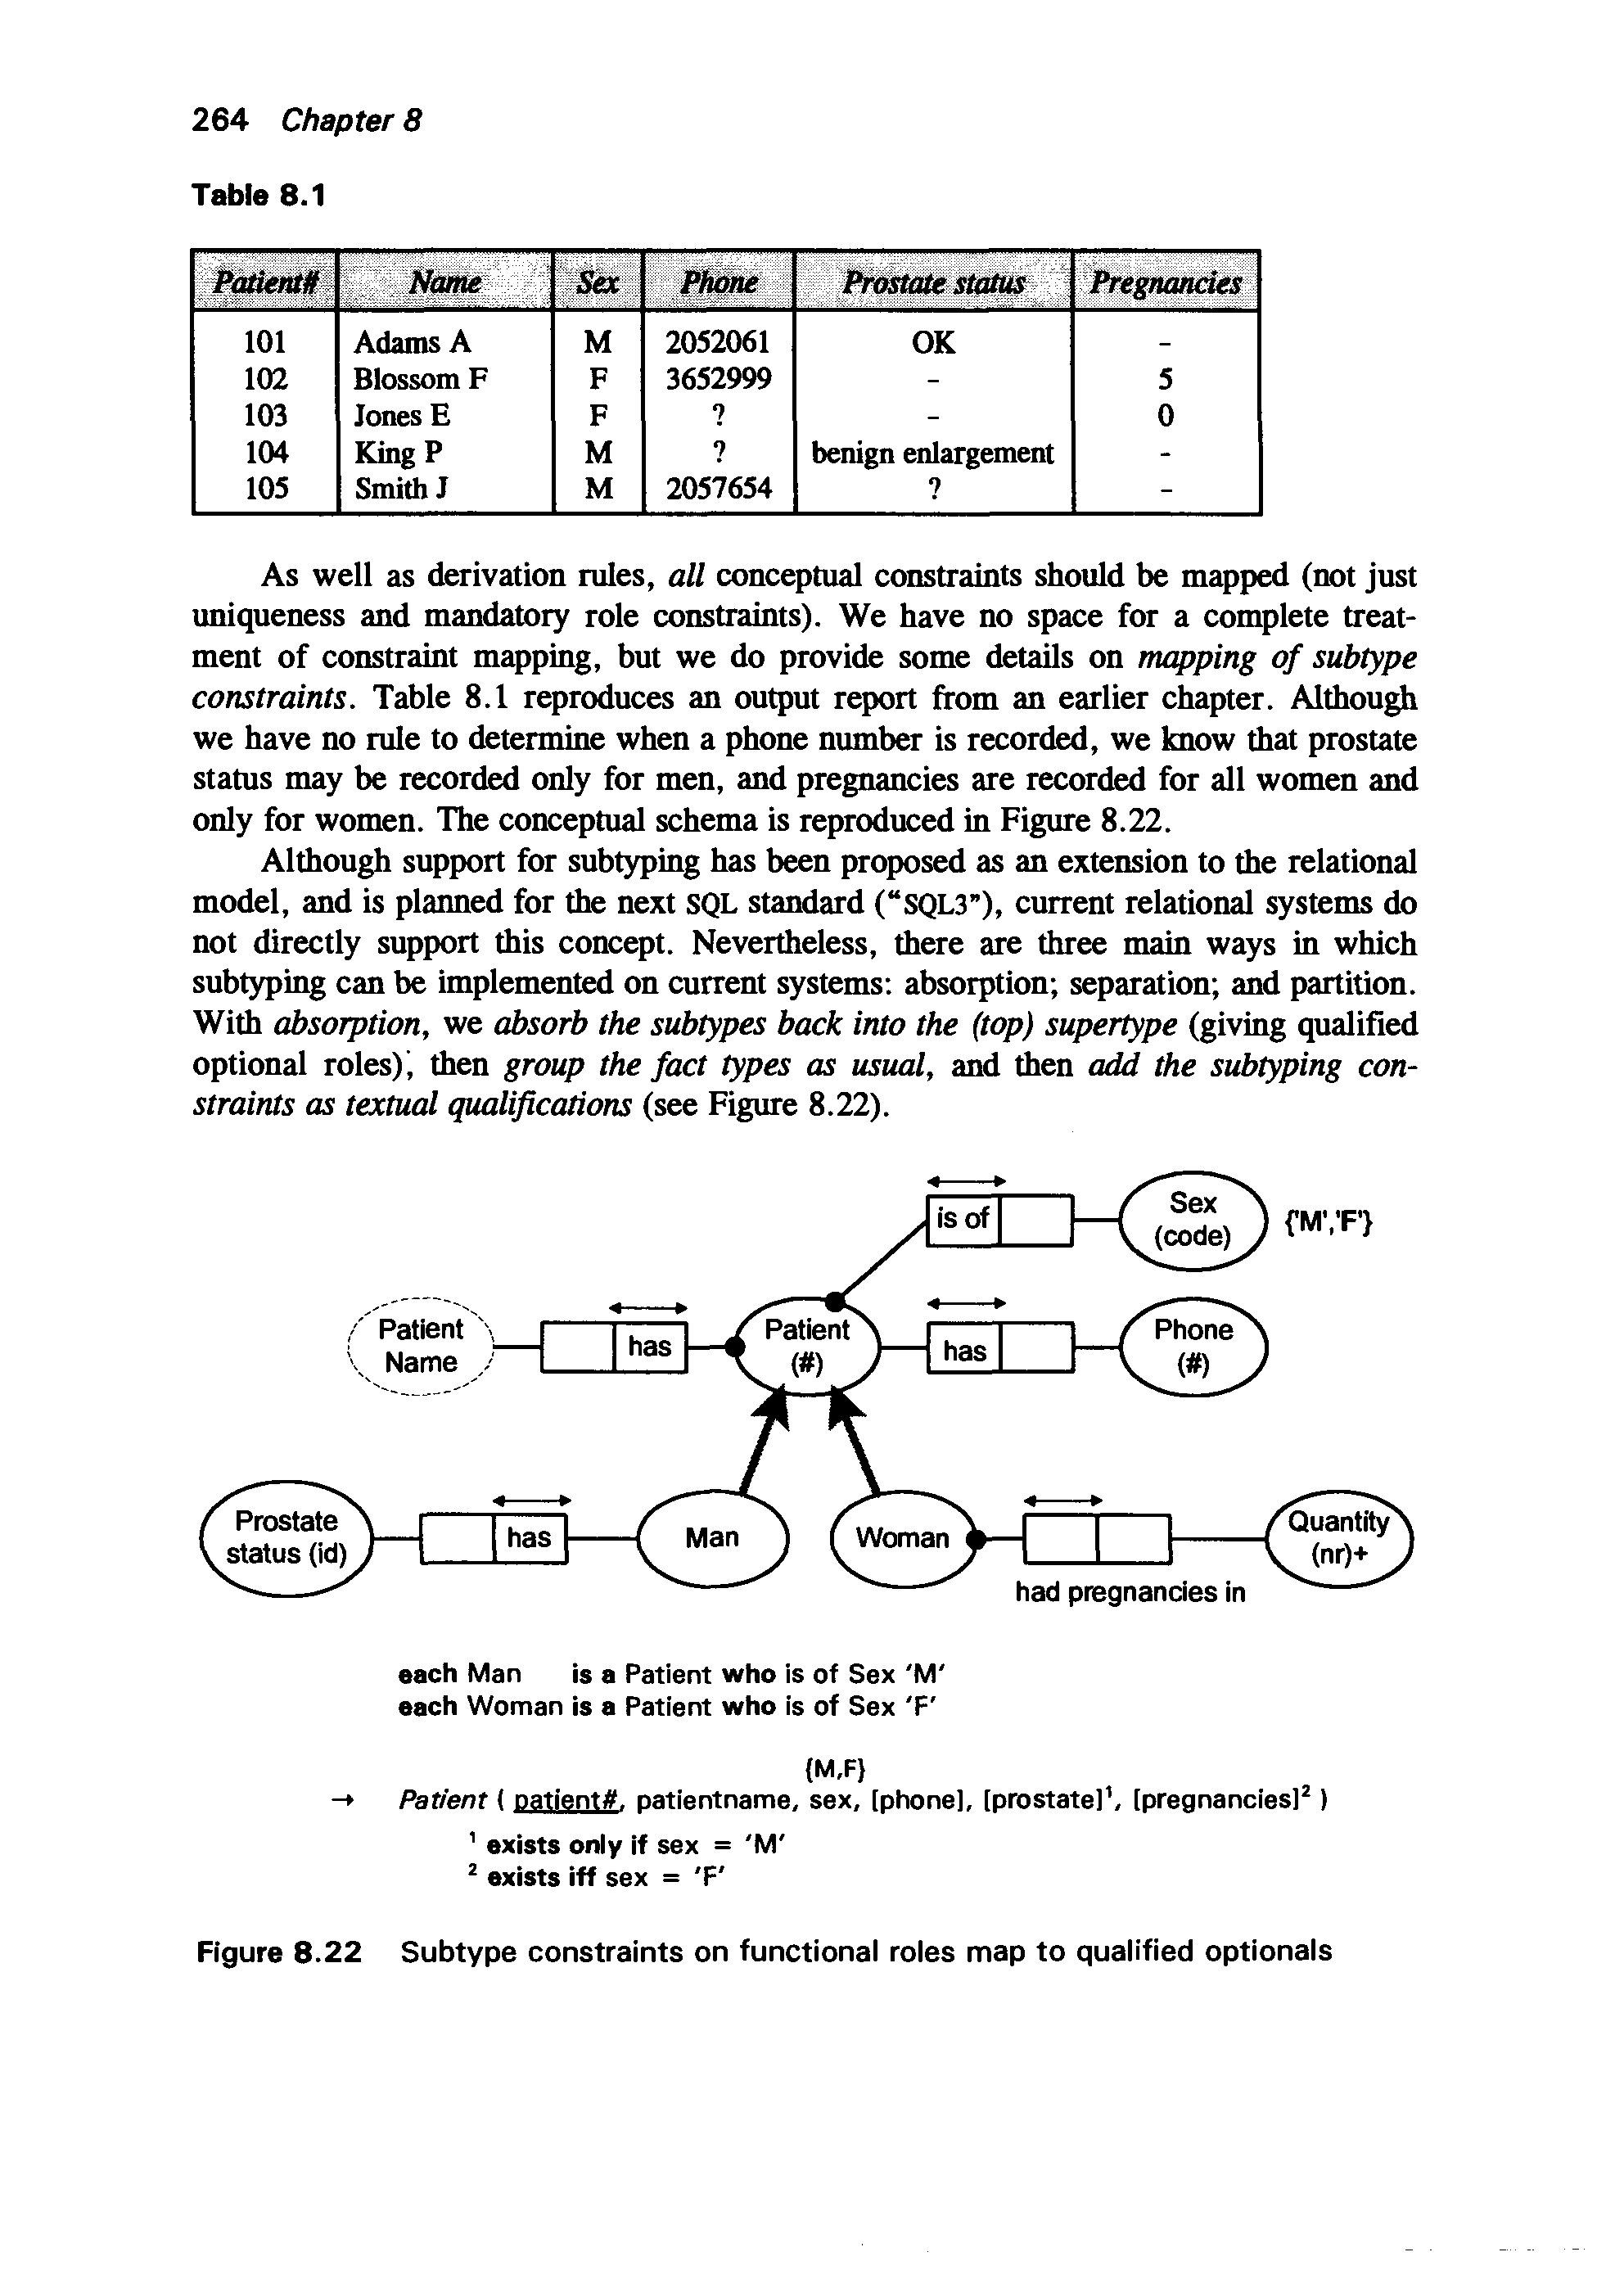 264 Chapter 8
Table 8.1
Patient# Name Sex Phone Prostate status Pregnancies
101 Adams A M 2052061 OK -
102 Blossom F F 3652999 - 5
103 Jones E F ? - 0
104 King P M ? benign enlargement -
105 Smith J M 2057654 ? -
As well as derivation rules, all conceptual constraints should be mapped (not just
uniqueness and mandatory role constraints). We have no space for a complete treat-
ment of constraint mapping, but we do provide some details on mapping of subtype
constraints. Table 8.1 reproduces an output report from an earlier chapter. Although
we have no rule to determine when a phone number is recorded, we know that prostate
status may be recorded only for men, and pregnancies are recorded for all women and
only for women. The conceptual schema is reproduced in Figure 8.22.
Although support for subtyping has been proposed as an extension to the relational
model, and is planned for the next SQL standard ("SQL3"), current relational systems do
not directly support this concept. Nevertheless, there are three main ways in which
subtyping can be implemented on current systems: absorption; separation; and partition.
With absorption, we absorb the subtypes back into the (top) supertype (giving qualified
optional roles), then group the fact types as usual, and then add the subtyping con-
straints as textual qualifications (see Figure 8.22).
is of
Sex
(code)
{'M','F'}
Patient
Name
has
Patient
(#)
has
Phone
(#)
Prostate
status (id)
has
Man
Woman
Quantity
(nr)+
had pregnancies in
each Man is a Patient who is of Sex 'M'
each Woman is a Patient who is of Sex 'F'
{M,F}
→ Patient ( patient#, patientname, sex, [phone], [prostate]¹, [pregnancies]² )
¹ exists only if sex = 'M'
² exists iff sex = 'F'
Figure 8.22 Subtype constraints on functional roles map to qualified optionals